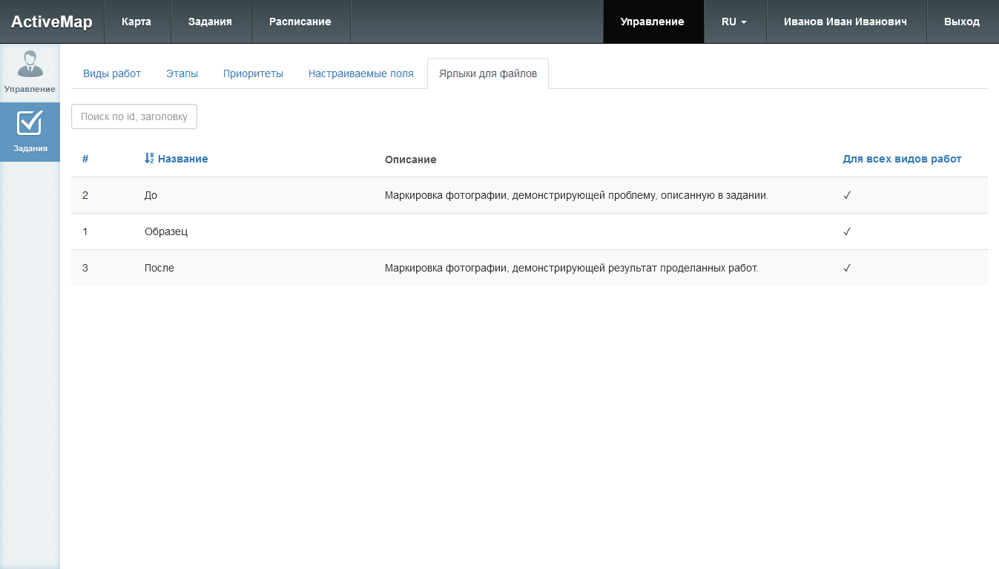 ActiveMap Карта Задания Расписание Управление RU Иванов Иван Иванович Выход
Управление
Задания
Виды работ Этапы Приоритеты Настраиваемые поля Ярлыки для файлов
Поиск по id, заголовку
# Название Описание Для всех видов работ
2 До Маркировка фотографии, демонстрирующей проблему, описанную в задании. ✓
1 Образец ✓
3 После Маркировка фотографии, демонстрирующей результат проделанных работ. ✓